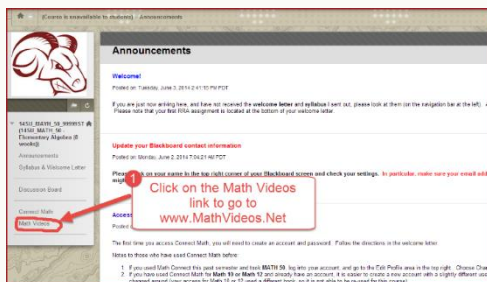 (Course is unavailable to students) Announcements
Announcements
Welcome!
Posted on: Tuesday, June 3, 2014 2:41:10 PM PDT
If you are just now arriving here, and have not received the welcome letter and syllabus I sent out, please look at them (on the navigation bar at the left).
Please note that your first RRA assignment is located at the bottom of your welcome letter.
Elementary Algebra (6
weeks))
Announcements
Syllabus & Welcome Letter
Discussion Board
Connect Math
Math Videos
Update your Blackboard contact information
Posted on: Monday, June 2, 2014 7:04:21 AM PDT
Please click on your name in the top right corner of your Blackboard screen and check your settings. In particular, make sure your email add
1
Click on the Math Videos
link to go to
www.MathVideos.Net
Access
Posted
The first time you access Connect Math, you will need to create an account and password. Follow the directions in the welcome letter.
Notes to those who have used Connect Math before:
1. If you used Math Connect this past semester and took MATH 50, log into your account, and go to the Edit Profile area in the top right. Choose Chan
2. If you have used Connect Math for Math 10 or Math 12 and already have an account, it is easier to create a new account with a slightly different use